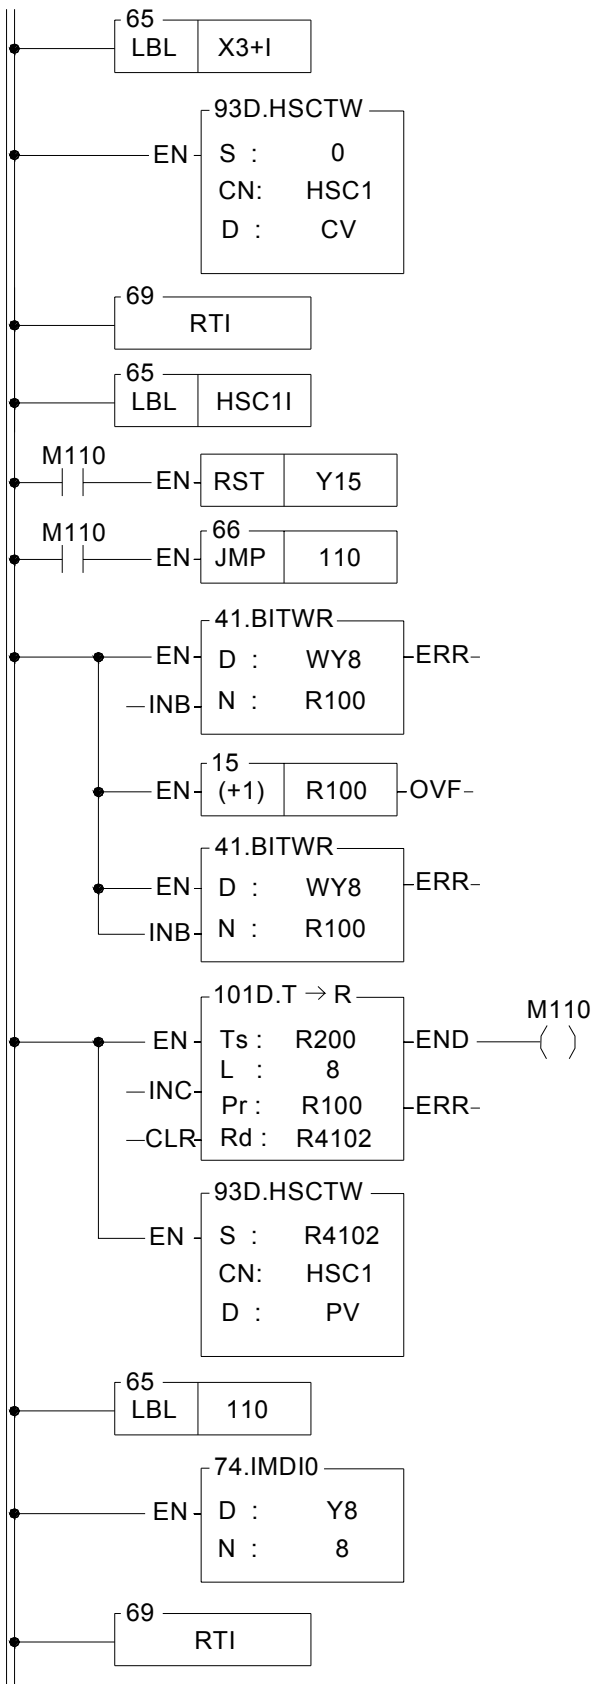 65
LBL X3+I
93D.HSCTW
EN S : 0
CN: HSC1
D : CV
69
RTI
65
LBL HSC1I
M110
EN RST Y15
M110
66
EN JMP 110
41.BITWR
EN D : WY8 ERR
INB N : R100
15
EN (+1) R100 OVF
41.BITWR
EN D : WY8 ERR
INB N : R100
101D.T → R
M110
EN Ts : R200 END
L : 8
INC
Pr : R100 ERR
CLR Rd : R4102
93D.HSCTW
EN S : R4102
CN: HSC1
D : PV
65
LBL 110
74.IMDI0
EN D : Y8
N : 8
69
RTI